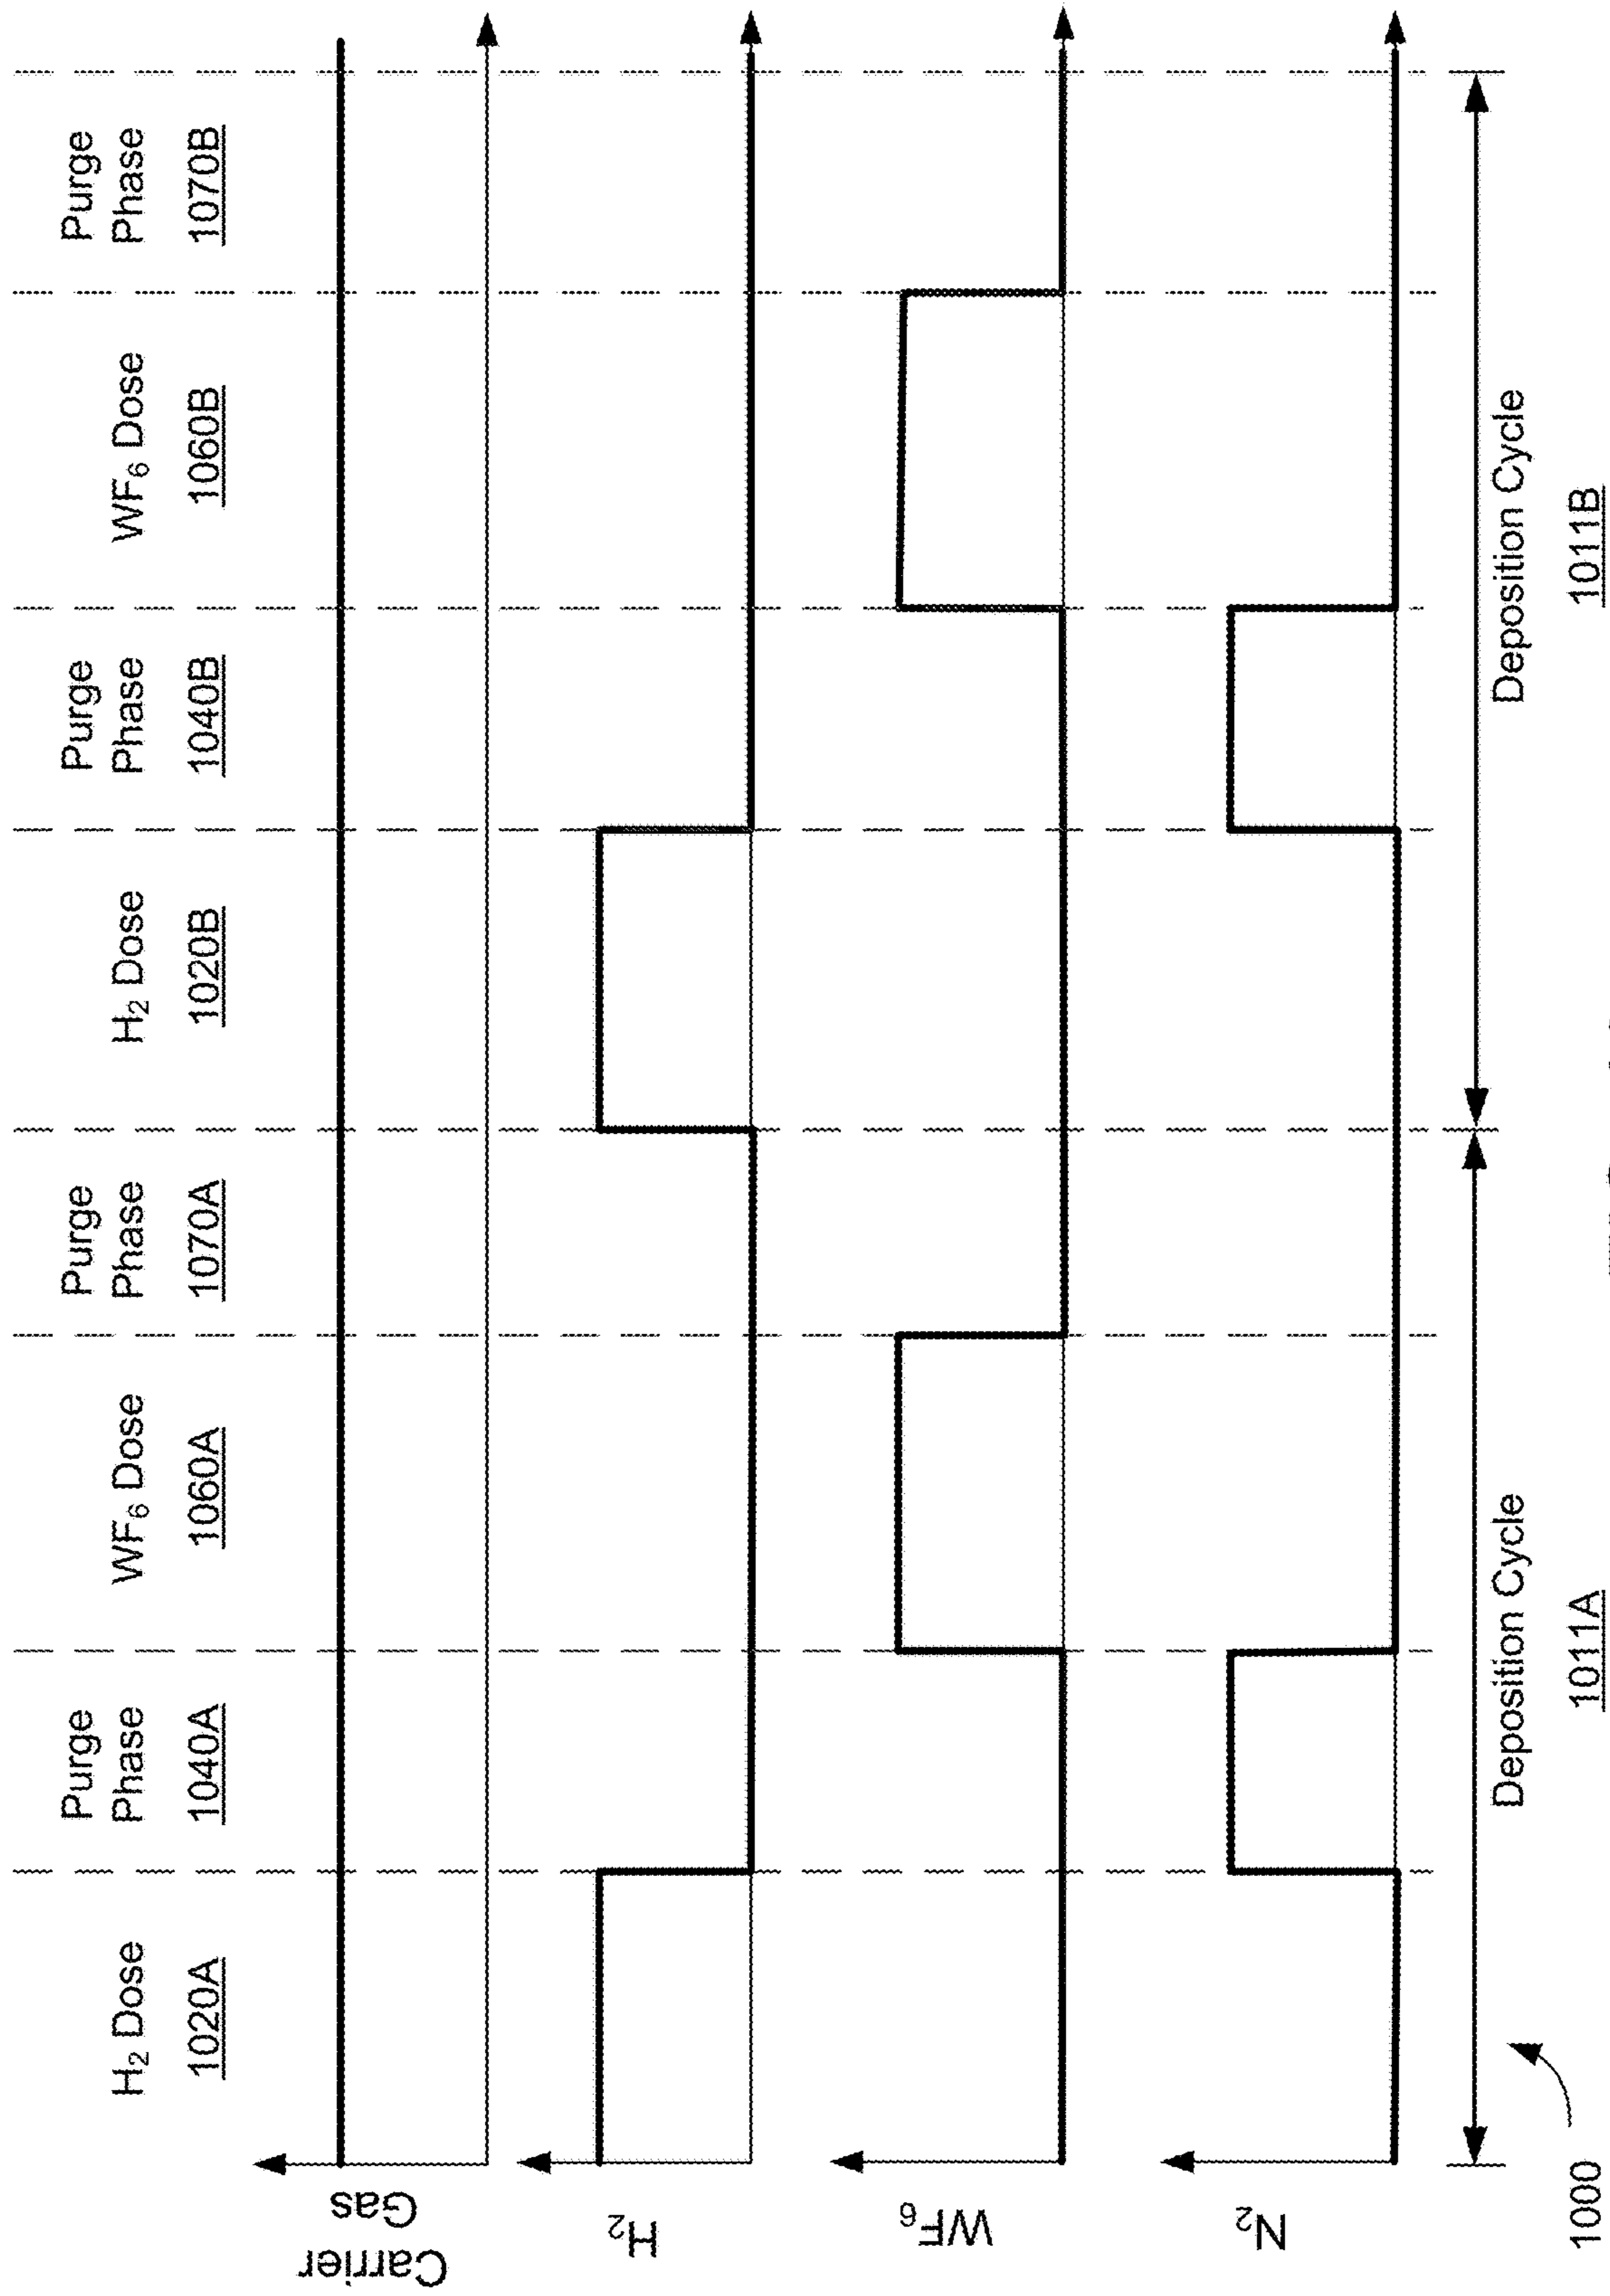 H2 Dose
1020A
Purge
Phase
1040A
WF6 Dose
1060A
Purge
Phase
1070A
H2 Dose
1020B
Purge
Phase
1040B
WF6 Dose
1060B
Purge
Phase
1070B
Carrier
Gas
H2
WF6
N2
Deposition Cycle
1011A
Deposition Cycle
1011B
1000